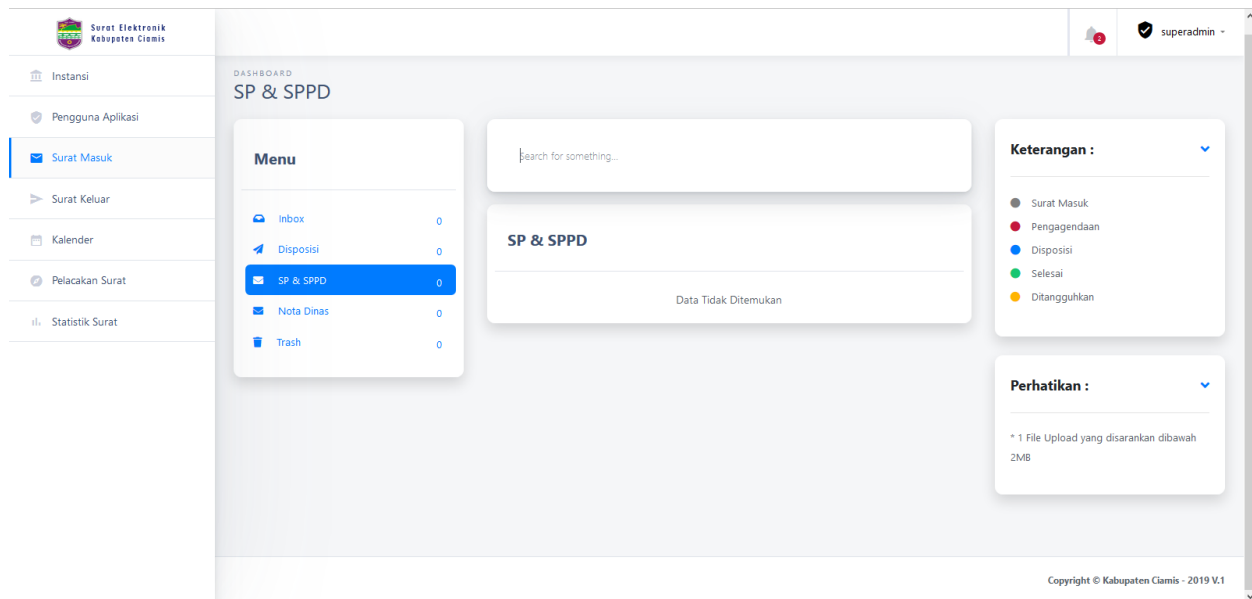 Surat Elektronik
Kabupaten Ciamis
2
superadmin
Instansi
Pengguna Aplikasi
Surat Masuk
Surat Keluar
Kalender
Pelacakan Surat
Statistik Surat
DASHBOARD
SP & SPPD
Menu
Inbox 0
Disposisi 0
SP & SPPD 0
Nota Dinas 0
Trash 0
Search for something...
SP & SPPD
Data Tidak Ditemukan
Keterangan :
Surat Masuk
Pengagendaan
Disposisi
Selesai
Ditangguhkan
Perhatikan :
* 1 File Upload yang disarankan dibawah
2MB
Copyright © Kabupaten Ciamis - 2019 V.1